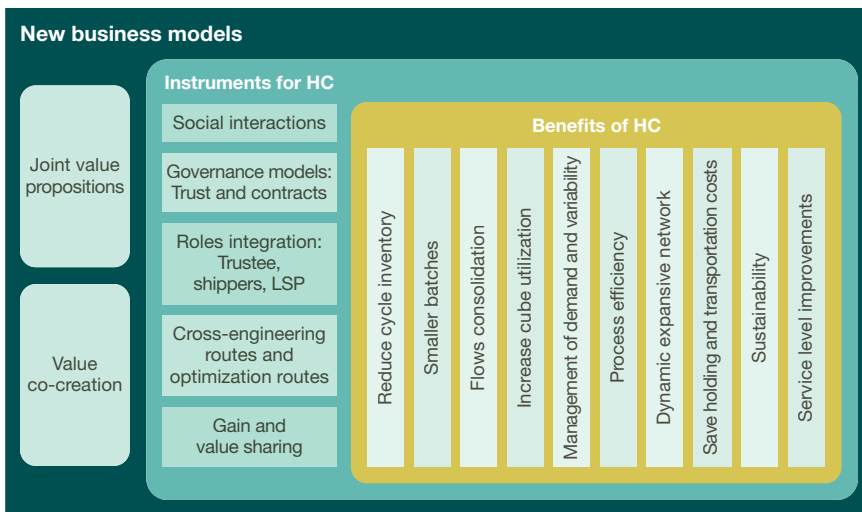 New business models
Joint value
propositions
Value
co-creation
Instruments for HC
Social interactions
Governance models:
Trust and contracts
Roles integration:
Trustee,
shippers, LSP
Cross-engineering
routes and
optimization routes
Gain and
value sharing
Benefits of HC
Reduce cycle inventory
Smaller batches
Flows consolidation
Increase cube utilization
Management of demand and variability
Process efficiency
Dynamic expansive network
Save holding and transportation costs
Sustainability
Service level improvements